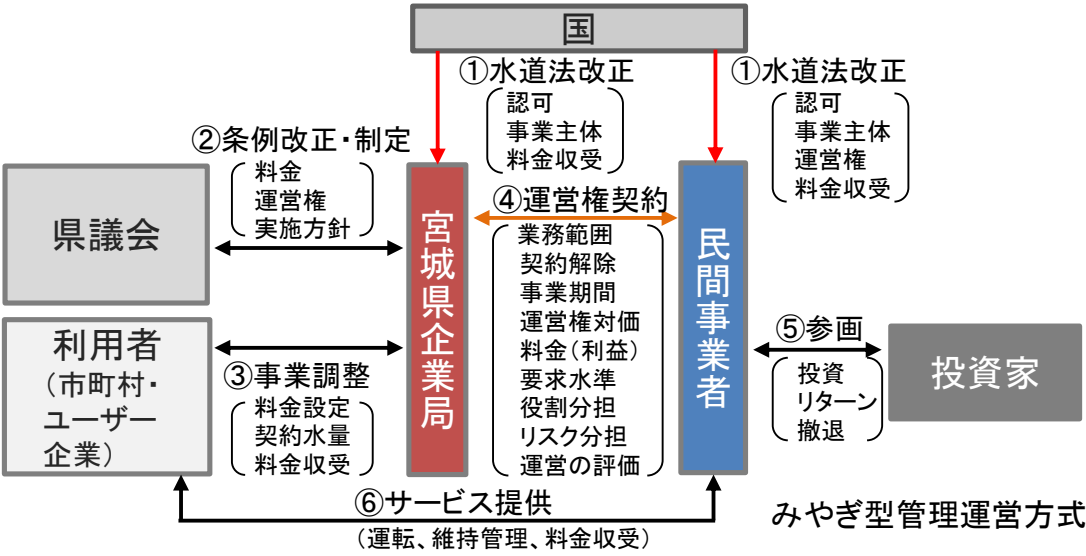 国
①水道法改正
認可
事業主体
料金収受
①水道法改正
認可
事業主体
運営権
料金収受
②条例改正・制定
料金
運営権
実施方針
県議会
宮城県企業局
④運営権契約
業務範囲
契約解除
事業期間
運営権対価
料金(利益)
要求水準
役割分担
リスク分担
運営の評価
民間事業者
利用者
(市町村・
ユーザー
企業)
③事業調整
料金設定
契約水量
料金収受
⑤参画
投資
リターン
撤退
投資家
⑥サービス提供
(運転、維持管理、料金収受)
みやぎ型管理運営方式